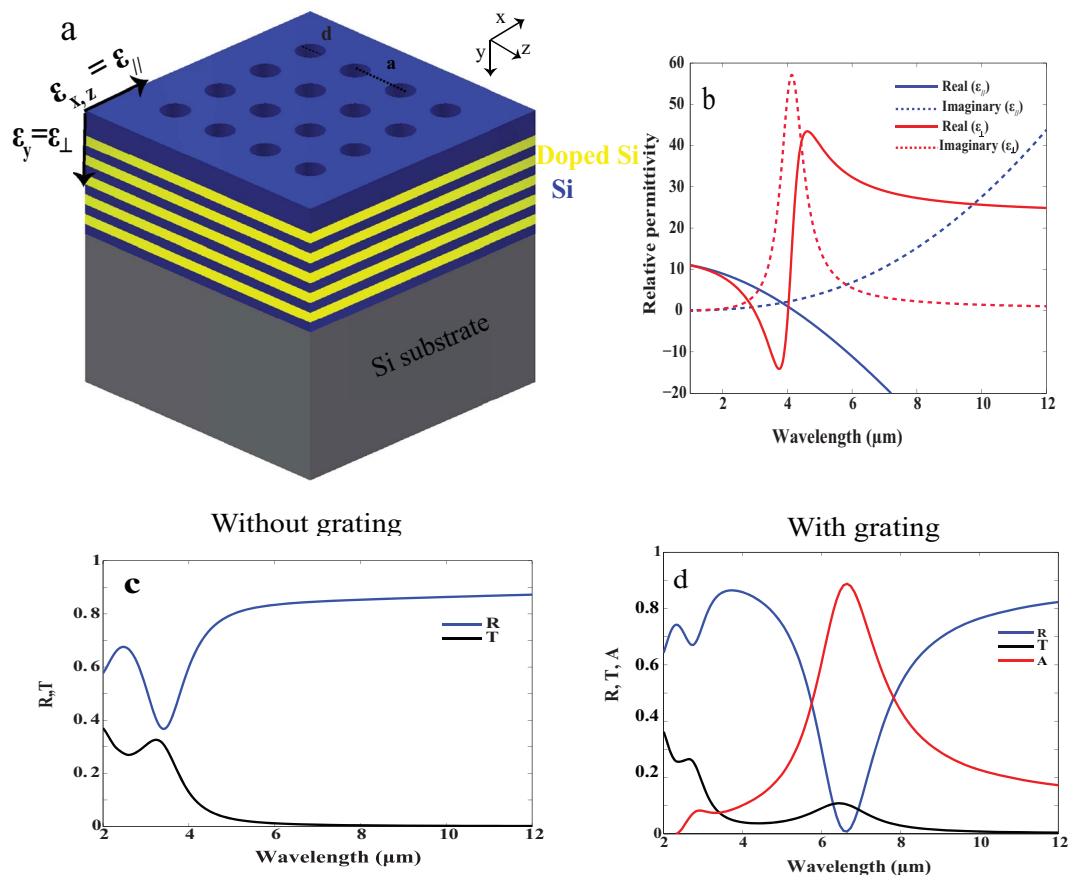 a
d
a
x
y
z
ε x, z = ε //
ε y = ε ⊥
Doped Si
Si
Si substrate
b
Relative permittivity
60
50
40
30
20
10
0
−10
−20
2 4 6 8 10 12
Wavelength (μm)
Real (ε//)
Imaginary (ε//)
Real (ε⊥)
Imaginary (ε⊥)
Without grating
c
R,,T
1
0.8
0.6
0.4
0.2
0
2 4 6 8 10 12
Wavelength (μm)
R
T
With grating
d
R, T, A
1
0.8
0.6
0.4
0.2
0
2 4 6 8 10 12
Wavelength (μm)
R
T
A